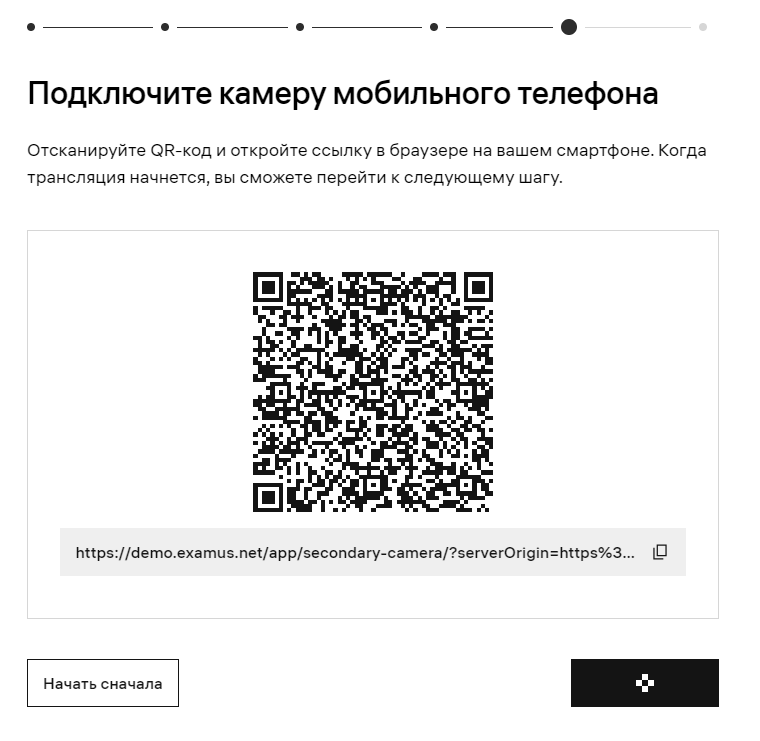 Подключите камеру мобильного телефона
Отсканируйте QR-код и откройте ссылку в браузере на вашем смартфоне. Когда
трансляция начнется, вы сможете перейти к следующему шагу.
https://demo.examus.net/app/secondary-camera/?serverOrigin=https%3...
Начать сначала